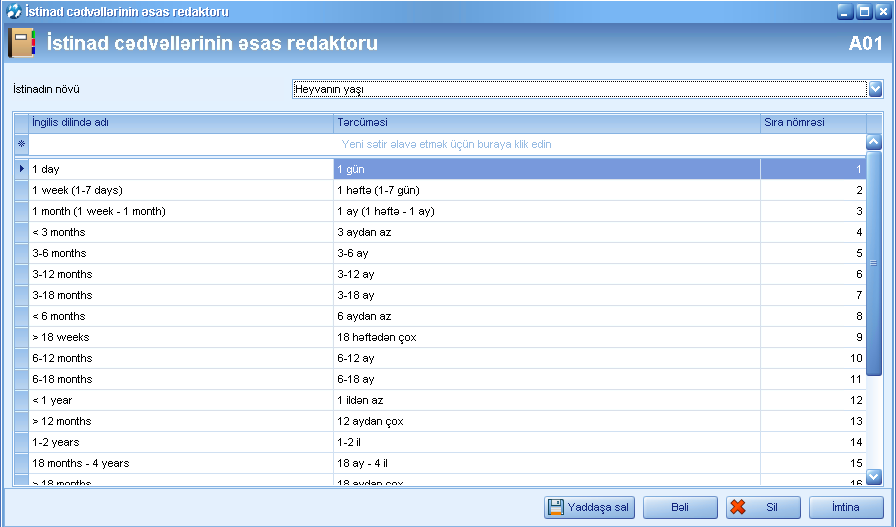 İstinad cədvəllərinin əsas redaktoru
İstinad cədvəllərinin əsas redaktoru A01
İstinadın növü Heyvanın yaşı
İngilis dilində adı Tərcüməsi Sıra nömrəsi
Yeni sətir əlavə etmək üçün buraya klik edin
1 day 1 gün 1
1 week (1-7 days) 1 həftə (1-7 gün) 2
1 month (1 week - 1 month) 1 ay (1 həftə - 1 ay) 3
< 3 months 3 aydan az 4
3-6 months 3-6 ay 5
3-12 months 3-12 ay 6
3-18 months 3-18 ay 7
< 6 months 6 aydan az 8
> 18 weeks 18 həftədən çox 9
6-12 months 6-12 ay 10
6-18 months 6-18 ay 11
< 1 year 1 ildən az 12
> 12 months 12 aydan çox 13
1-2 years 1-2 il 14
18 months - 4 years 18 ay - 4 il 15
> 18 months 18 aydan çox 16
Yaddaşa sal Bəli Sil İmtina